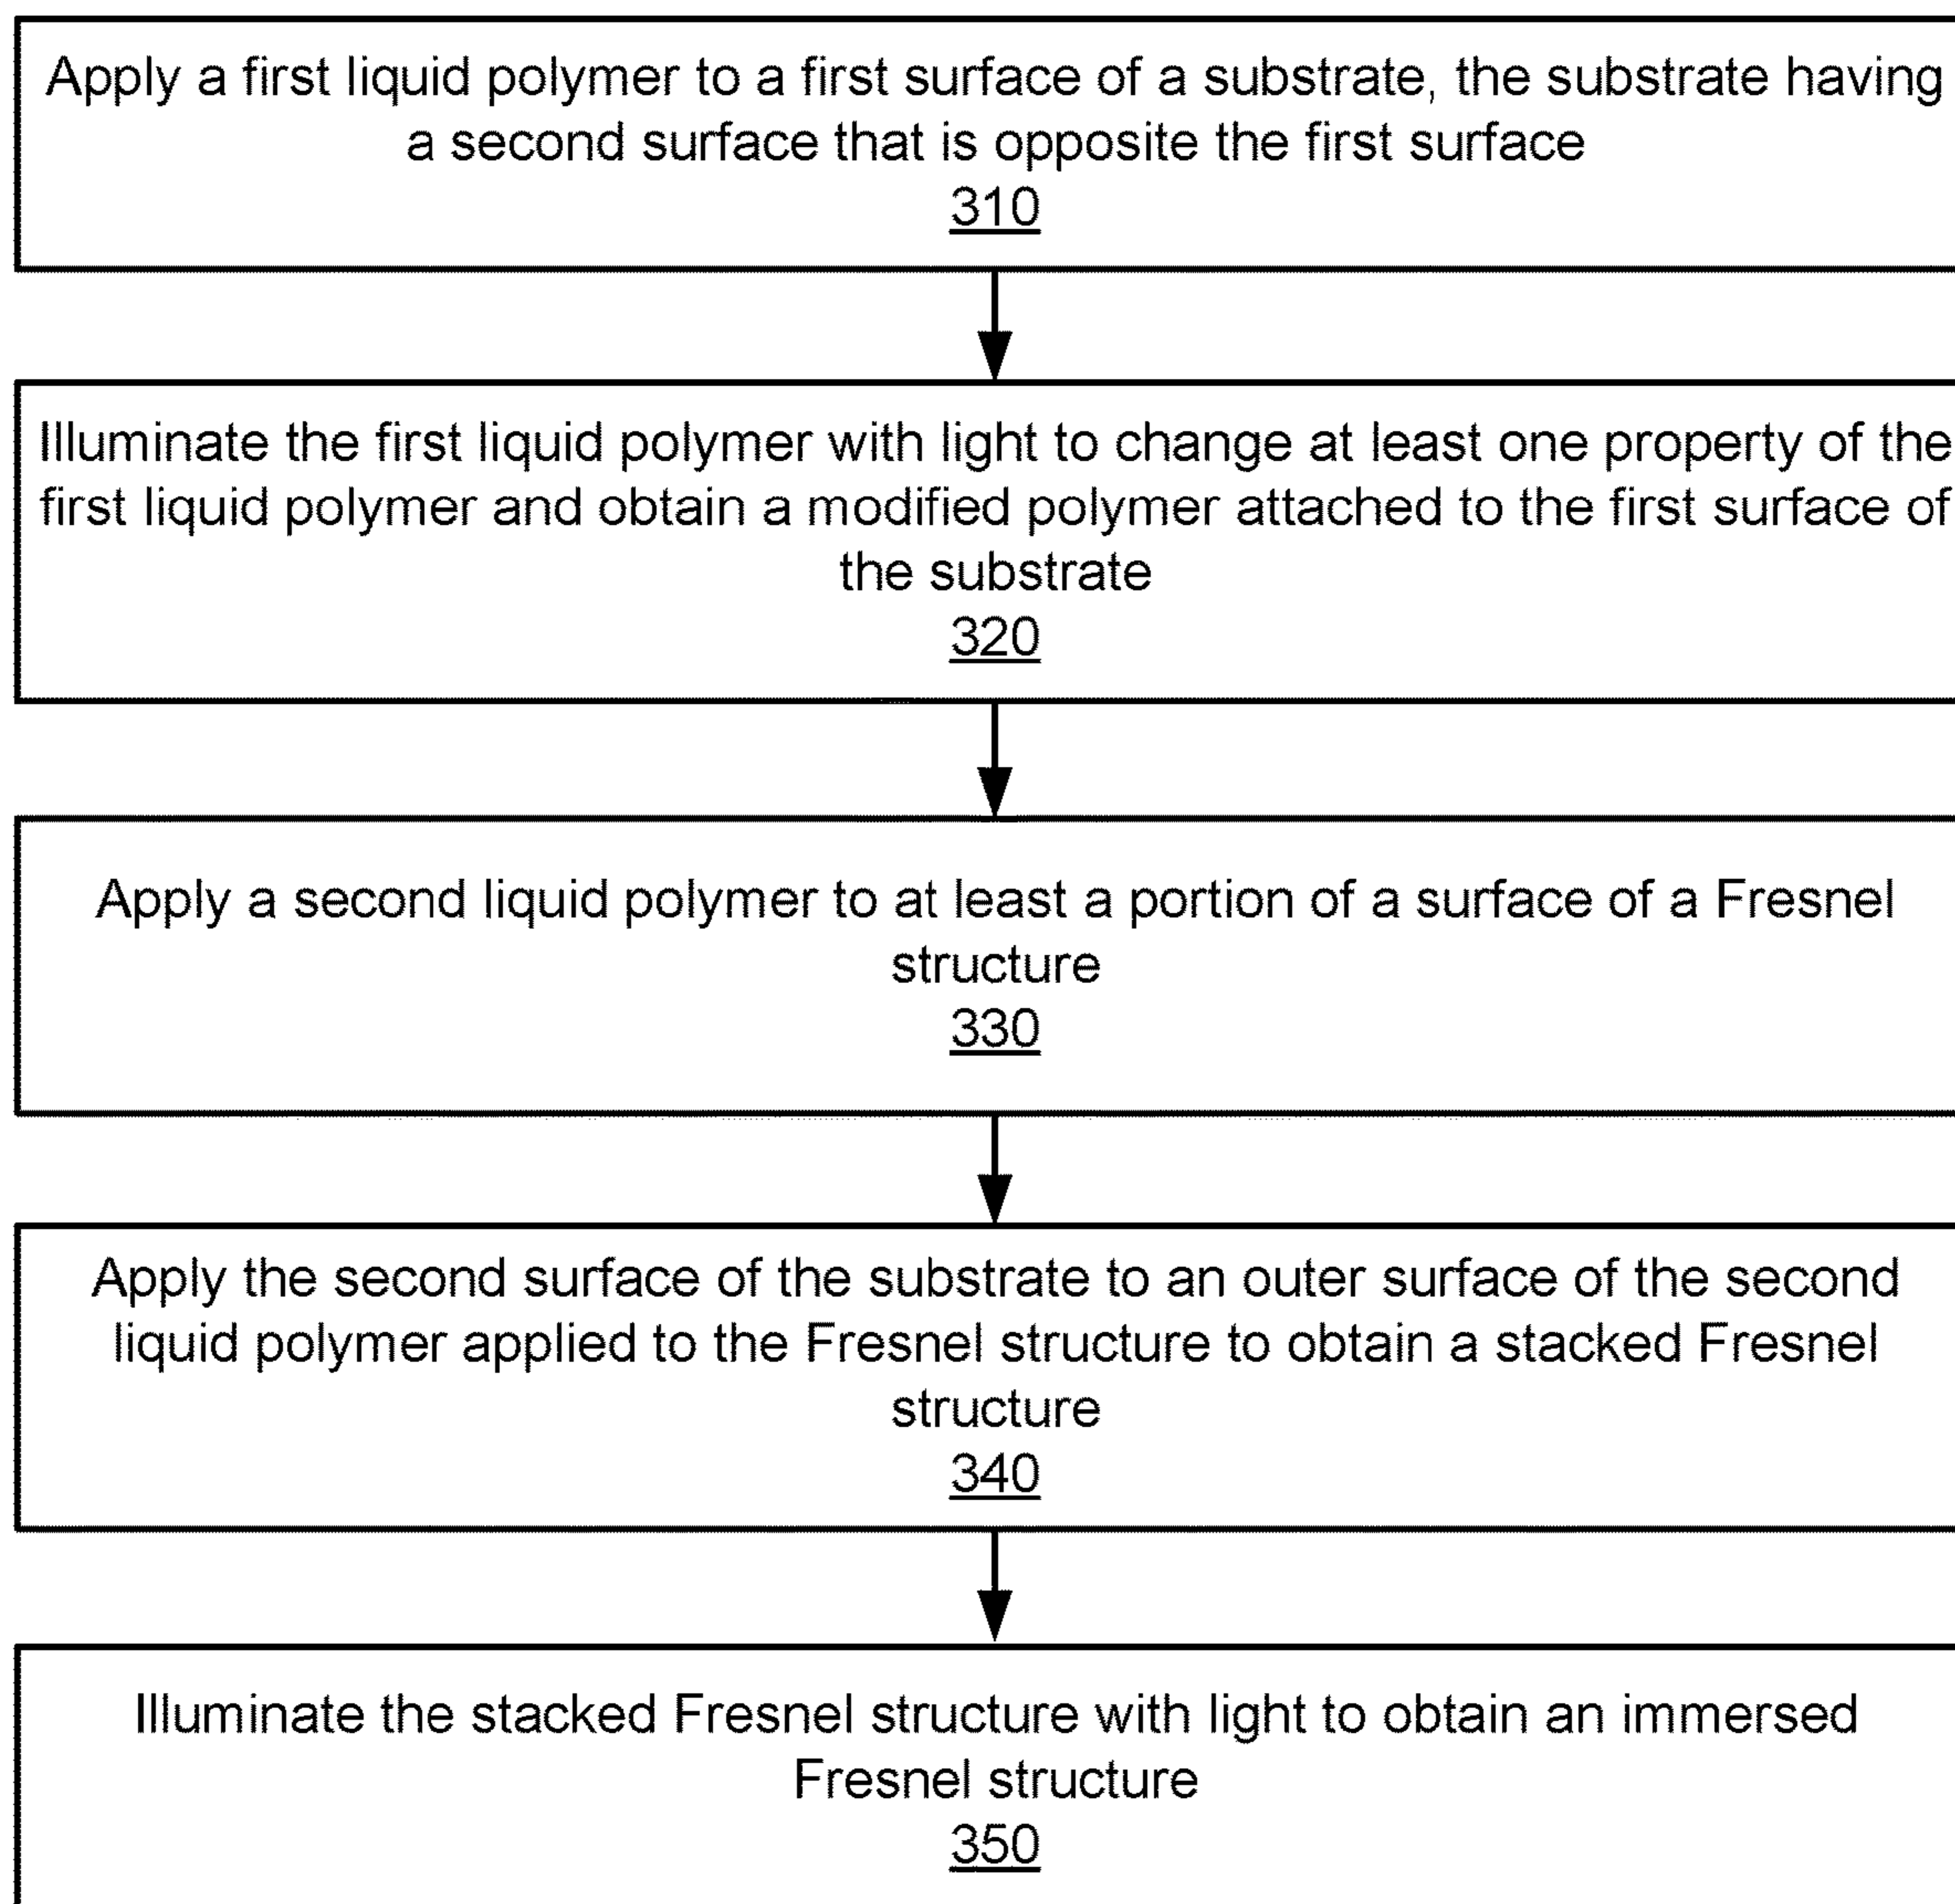 Apply a first liquid polymer to a first surface of a substrate, the substrate having
a second surface that is opposite the first surface
310
Illuminate the first liquid polymer with light to change at least one property of the
first liquid polymer and obtain a modified polymer attached to the first surface of
the substrate
320
Apply a second liquid polymer to at least a portion of a surface of a Fresnel
structure
330
Apply the second surface of the substrate to an outer surface of the second
liquid polymer applied to the Fresnel structure to obtain a stacked Fresnel
structure
340
Illuminate the stacked Fresnel structure with light to obtain an immersed
Fresnel structure
350